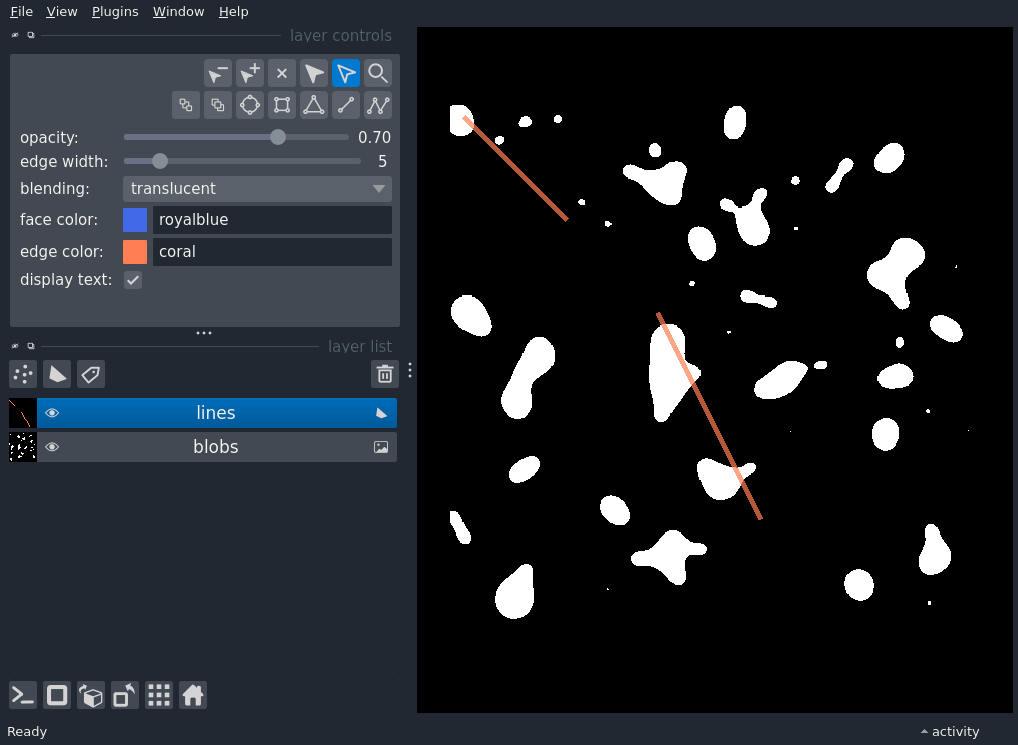 File View Plugins Window Help
layer controls
opacity: 0.70
edge width: 5
blending: translucent
face color: royalblue
edge color: coral
display text:
layer list
lines
blobs
Ready
activity